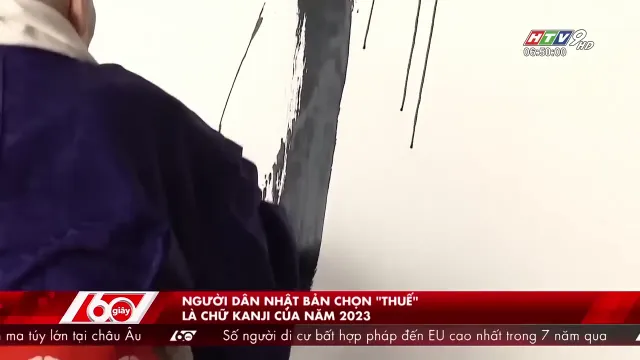 HTV9 HD
06:50:00
60 giây
NGƯỜI DÂN NHẬT BẢN CHỌN "THUẾ"
LÀ CHỮ KANJI CỦA NĂM 2023
n ma túy lớn tại châu Âu 60 giây Số người di cư bất hợp pháp đến EU cao nhất trong 7 năm qua